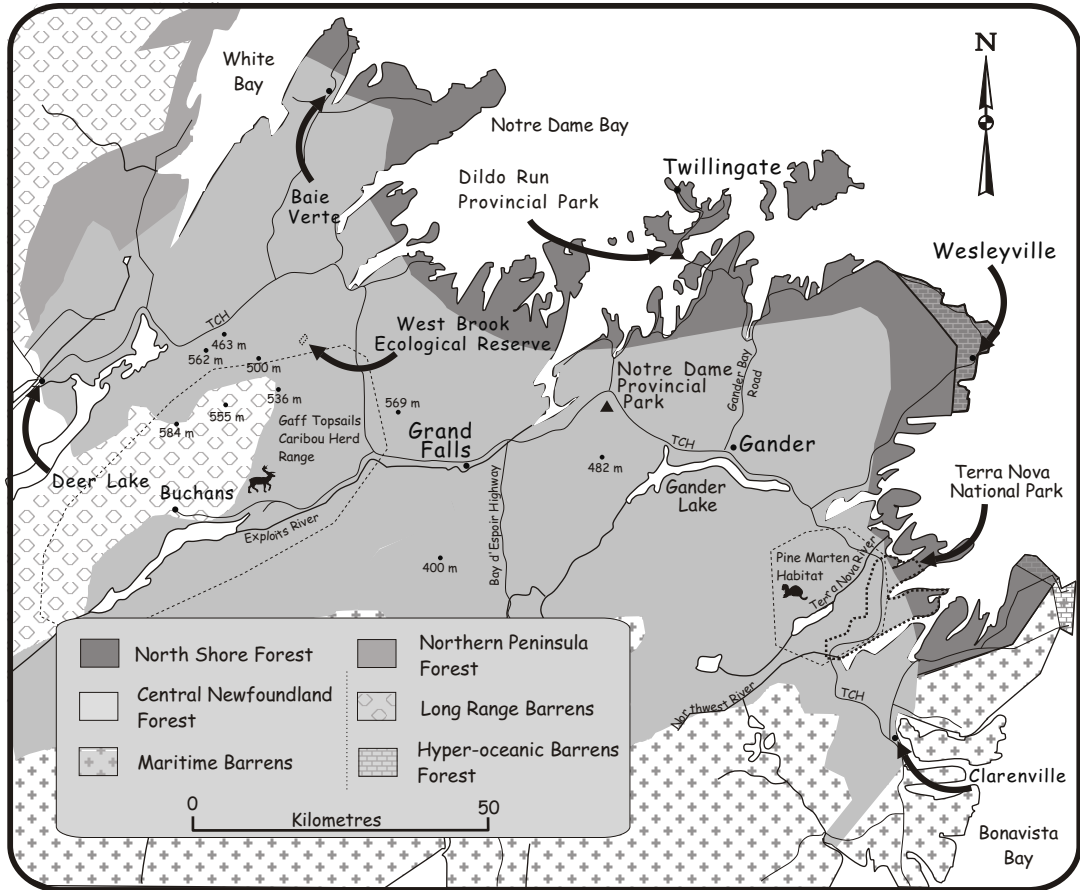 White
Bay
N
Notre Dame Bay
Twillingate
Dildo Run
Provincial Park
Baie
Verte
Wesleyville
TCH
463 m
562 m
500 m
West Brook
Ecological Reserve
536 m
555 m
584 m
569 m
Gaff Topsails
Caribou Herd
Range
Grand
Falls
Notre Dame
Provincial
Park
Gander Bay
Road
TCH
Gander
482 m
Deer Lake
Buchans
Exploits River
Bay d'Espoir Highway
Gander
Lake
Terra Nova
National Park
400 m
Pine Marten
Habitat
Terra Nova River
North Shore Forest
Northern Peninsula
Forest
Central Newfoundland
Forest
Long Range Barrens
Maritime Barrens
Hyper-oceanic Barrens
Forest
0
50
Kilometres
Northwest River
TCH
Clarenville
Bonavista
Bay